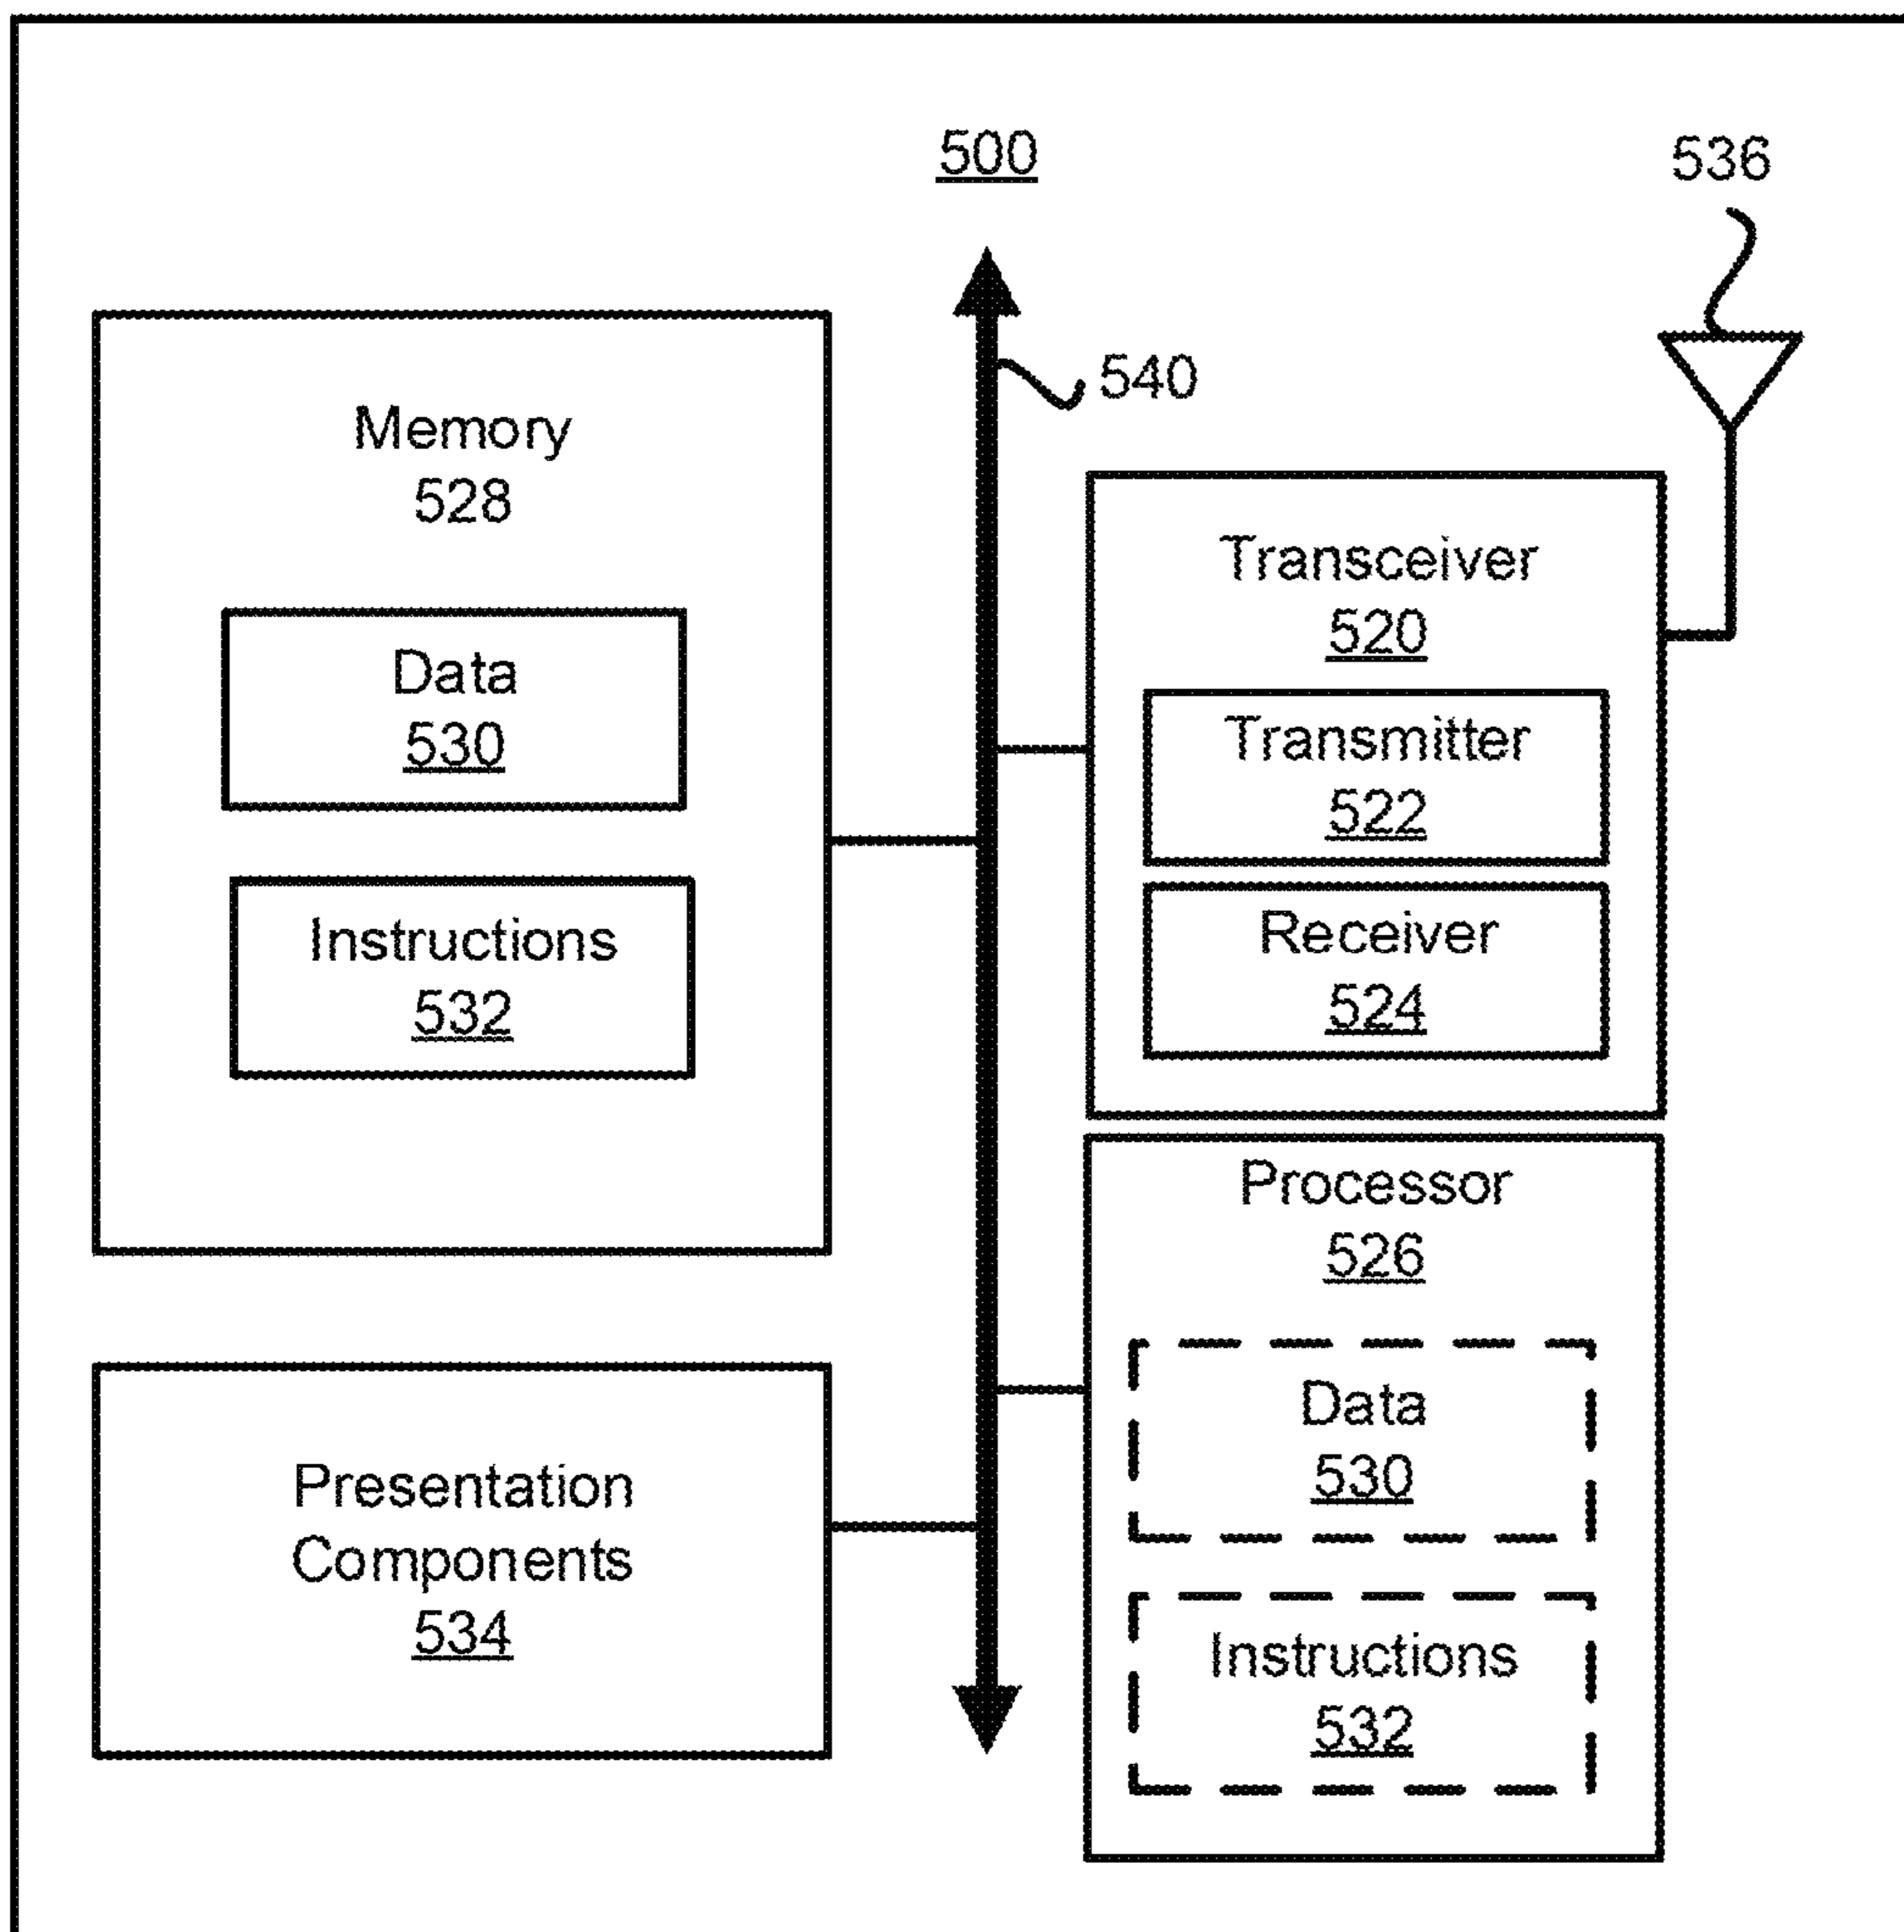 500
536
540
Memory
528
Data
530
Instructions
532
Transceiver
520
Transmitter
522
Receiver
524
Presentation
Components
534
Processor
526
Data
530
Instructions
532